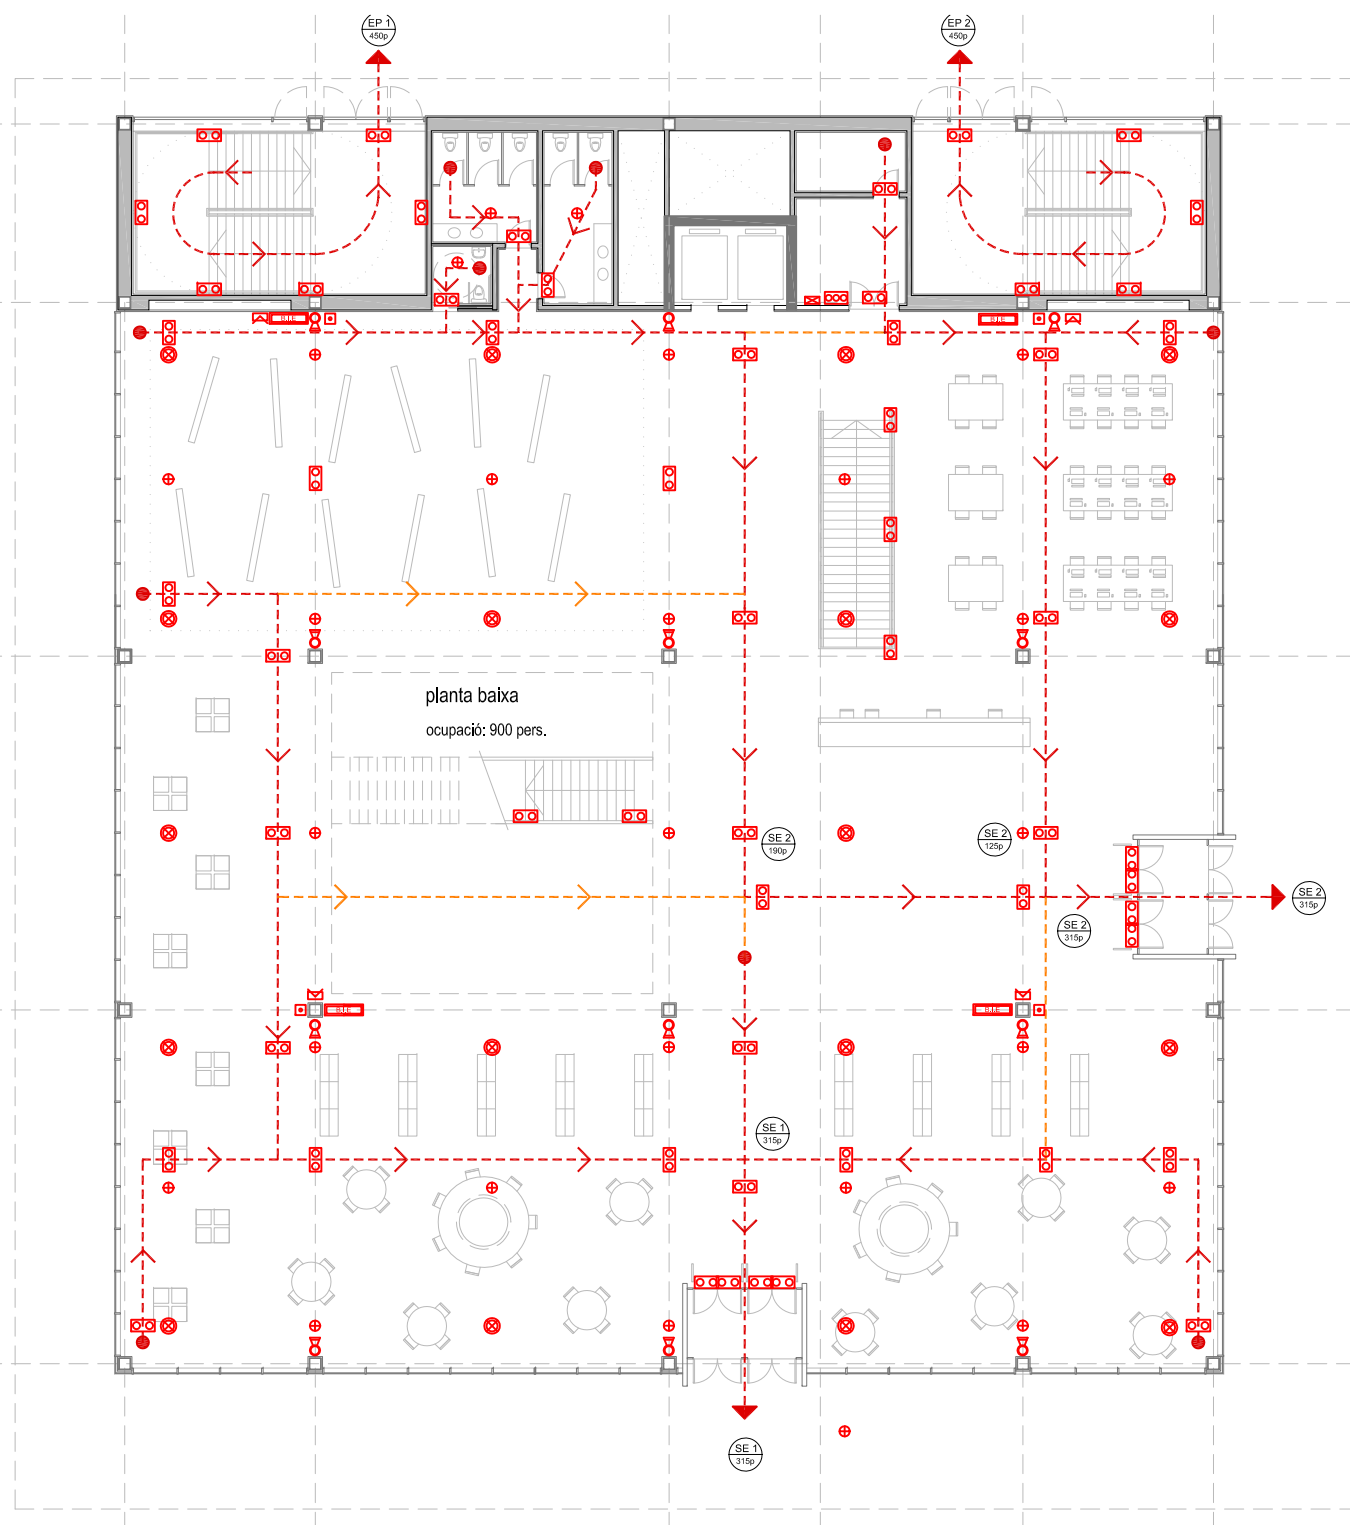 EP 1
450p
EP 2
450p
B.I.E
B.I.E
planta baixa
ocupació: 900 pers.
SE 2
190p
SE 2
125p
SE 2
315p
SE 2
315p
B.I.E
B.I.E
SE 1
315p
SE 1
315p